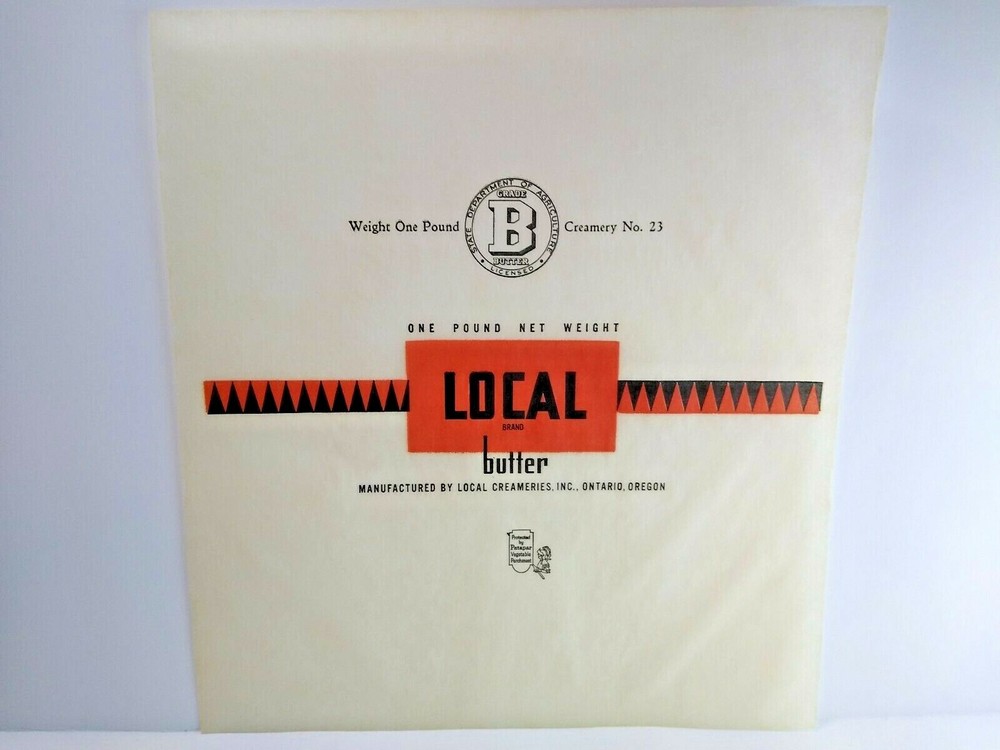 STATE DEPARTMENT OF AGRICULTURE
GRADE
Weight One Pound B Creamery No. 23
BUTTER
• LICENSED •
ONE POUND NET WEIGHT
LOCAL
BRAND
butter
MANUFACTURED BY LOCAL CREAMERIES, INC., ONTARIO, OREGON
Protected
by
Patapar
Vegetable
Parchment